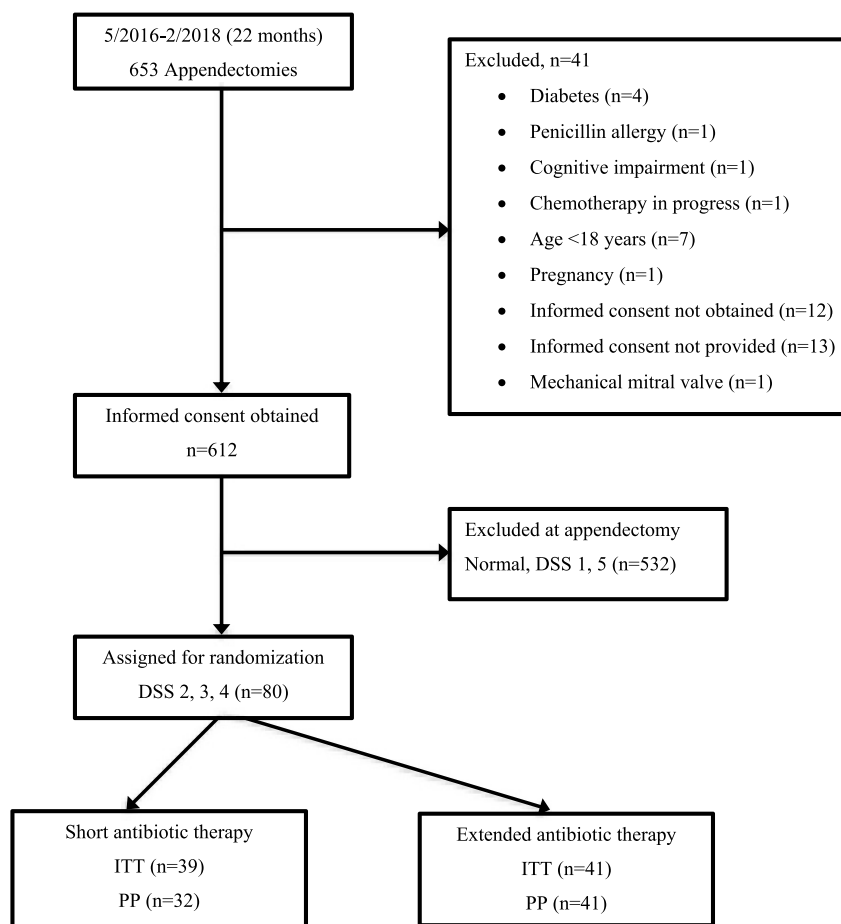 5/2016-2/2018 (22 months)
653 Appendectomies
Excluded, n=41
• Diabetes (n=4)
• Penicillin allergy (n=1)
• Cognitive impairment (n=1)
• Chemotherapy in progress (n=1)
• Age <18 years (n=7)
• Pregnancy (n=1)
• Informed consent not obtained (n=12)
• Informed consent not provided (n=13)
• Mechanical mitral valve (n=1)
Informed consent obtained
n=612
Excluded at appendectomy
Normal, DSS 1, 5 (n=532)
Assigned for randomization
DSS 2, 3, 4 (n=80)
Short antibiotic therapy
ITT (n=39)
PP (n=32)
Extended antibiotic therapy
ITT (n=41)
PP (n=41)